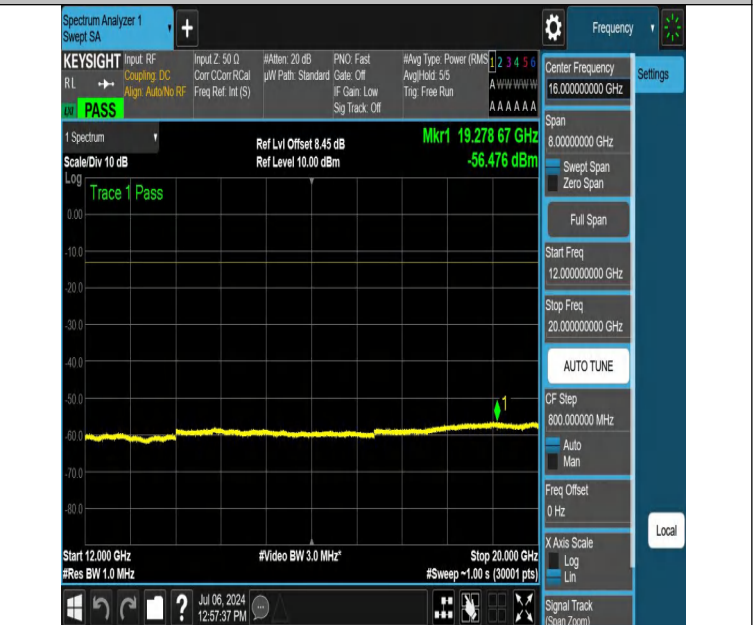 Spectrum Analyzer 1
Swept SA
+
Frequency
KEYSIGHT
RL
PASS
Input: RF
Coupling: DC
Align: Auto/No RF
Input Z: 50 Ω
Corr CCorr RCal
Freq Ref: Int (S)
#Atten: 20 dB
µW Path: Standard
PNO: Fast
Gate: Off
IF Gain: Low
Sig Track: Off
#Avg Type: Power (RMS
Avg|Hold: 5/5
Trig: Free Run
1 2 3 4 5 6
A W W W W W
A A A A A A
1 Spectrum
Scale/Div 10 dB
Ref Lvl Offset 8.45 dB
Ref Level 10.00 dBm
Mkr1 19.278 67 GHz
-56.476 dBm
Log
Trace 1 Pass
0.00
-10.0
-20.0
-30.0
-40.0
-50.0
-60.0
-70.0
-80.0
1
Start 12.000 GHz
#Res BW 1.0 MHz
#Video BW 3.0 MHz*
Stop 20.000 GHz
#Sweep ~1.00 s (30001 pts)
?
Jul 06, 2024
12:57:37 PM
Center Frequency
16.000000000 GHz
Settings
Span
8.00000000 GHz
Swept Span
Zero Span
Full Span
Start Freq
12.000000000 GHz
Stop Freq
20.000000000 GHz
AUTO TUNE
CF Step
800.000000 MHz
Auto
Man
Freq Offset
0 Hz
X Axis Scale
Log
Lin
Local
Signal Track
(Span Zoom)